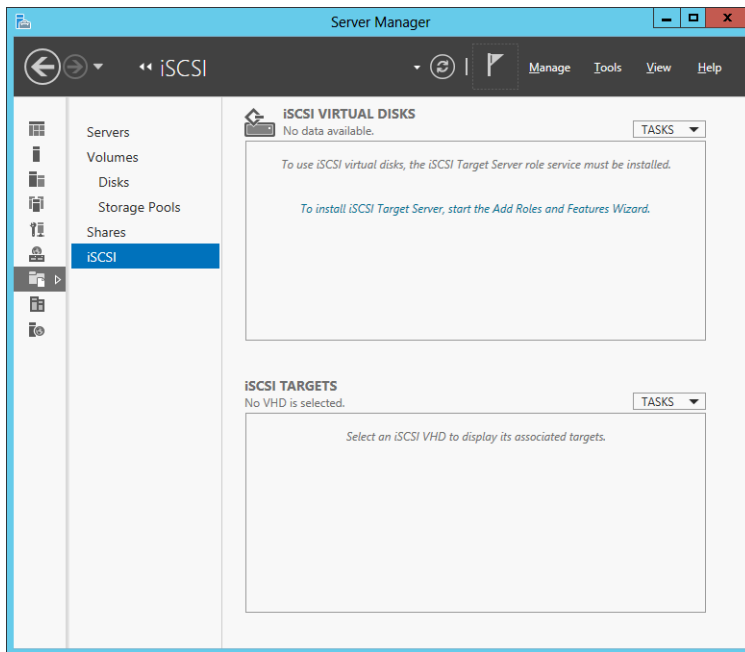 Server Manager
iSCSI
Manage Tools View Help
Servers
Volumes
Disks
Storage Pools
Shares
iSCSI
iSCSI VIRTUAL DISKS
No data available.
TASKS
To use iSCSI virtual disks, the iSCSI Target Server role service must be installed.
To install iSCSI Target Server, start the Add Roles and Features Wizard.
iSCSI TARGETS
No VHD is selected.
TASKS
Select an iSCSI VHD to display its associated targets.